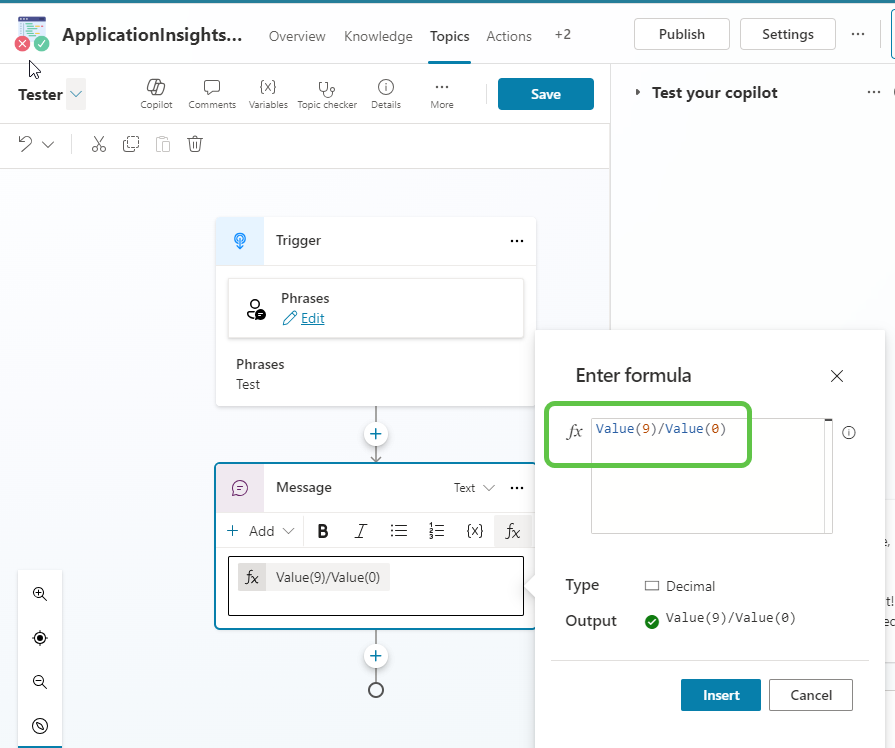 ApplicationInsights...
Overview
Knowledge
Topics
Actions
+2
Publish
Settings
...
Tester
Copilot
Comments
{x}
Variables
Topic checker
Details
...
More
Save
Test your copilot
...
Trigger
...
Phrases
Edit
Phrases
Test
Message
Text
...
+ Add
B
I
{x}
fx
fx Value(9)/Value(0)
Enter formula
fx Value(9)/Value(0)
Type
Decimal
Output
Value(9)/Value(0)
Insert
Cancel